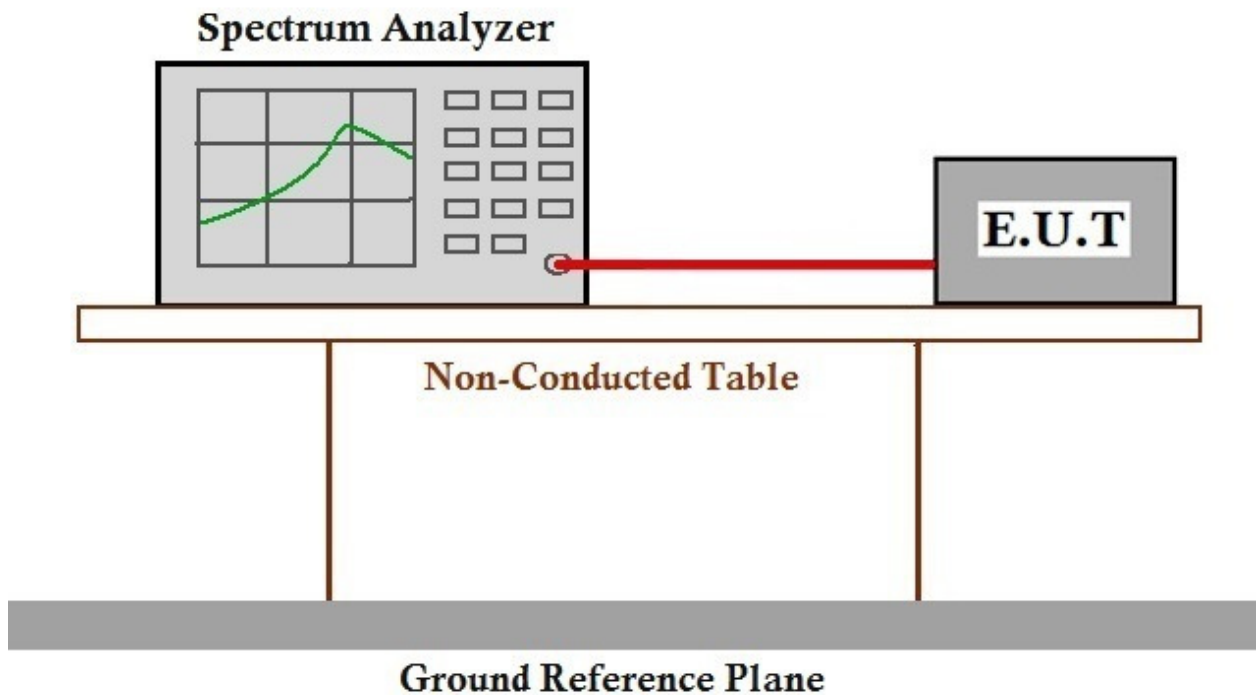 Spectrum Analyzer
E.U.T
Non-Conducted Table
Ground Reference Plane